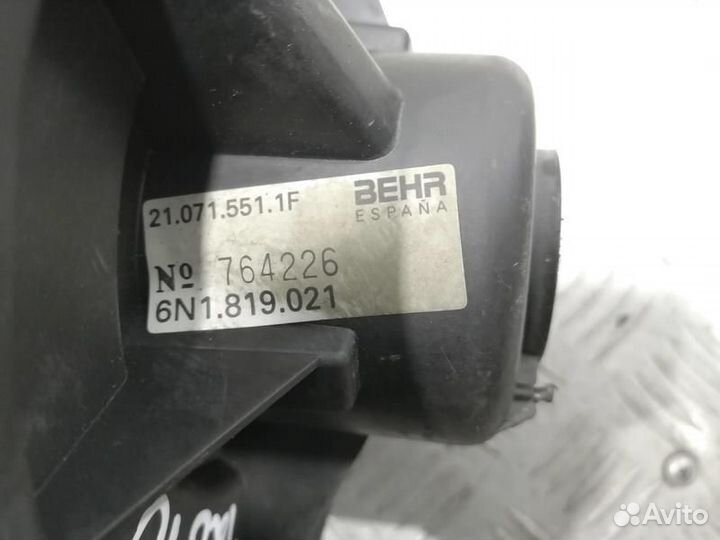 21.071.551.1F
BEHR
ESPAÑA
Nº 764226
6N1.819.021
Avito